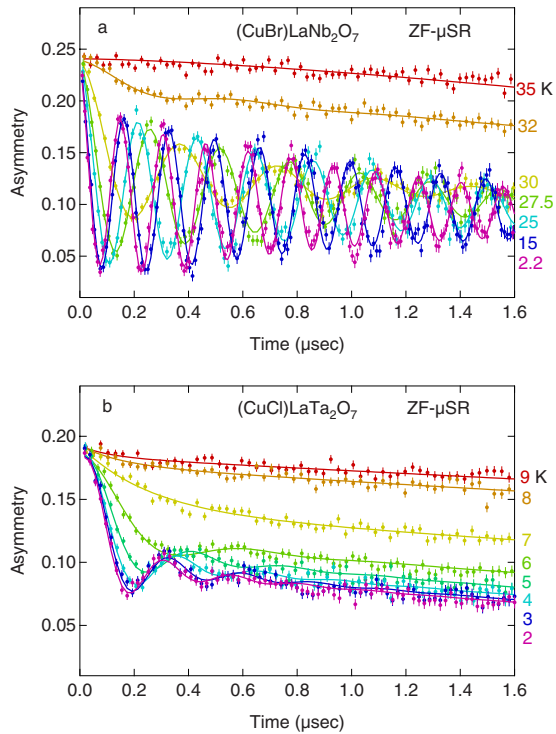 a (CuBr)LaNb₂O₇ ZF-μSR
0.25
0.20
0.15
0.10
0.05
Asymmetry
35 K
32
30
27.5
25
15
2.2
0.0 0.2 0.4 0.6 0.8 1.0 1.2 1.4 1.6
Time (μsec)
b (CuCl)LaTa₂O₇ ZF-μSR
0.20
0.15
0.10
0.05
Asymmetry
9 K
8
7
6
5
4
3
2
0.0 0.2 0.4 0.6 0.8 1.0 1.2 1.4 1.6
Time (μsec)